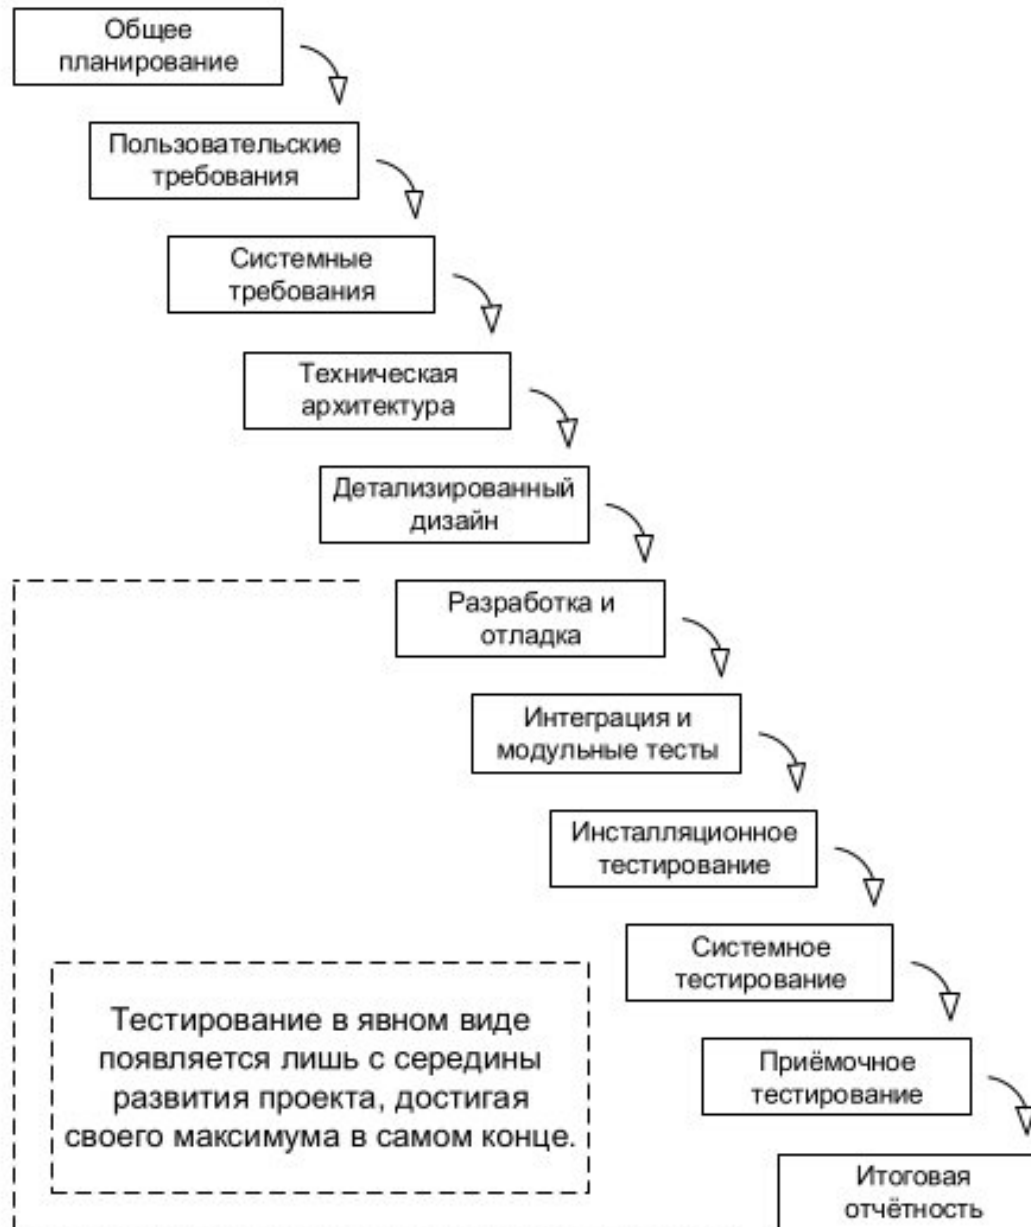 Общее
планирование
Пользовательские
требования
Системные
требования
Техническая
архитектура
Детализированный
дизайн
Разработка и
отладка
Интеграция и
модульные тесты
Инсталляционное
тестирование
Системное
тестирование
Тестирование в явном виде
появляется лишь с середины
развития проекта, достигая
своего максимума в самом конце.
Приёмочное
тестирование
Итоговая
отчётность